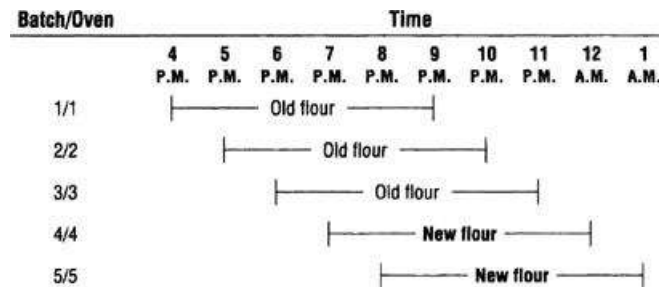 Batch/Oven Time
4 5 6 7 8 9 10 11 12 1
P.M. P.M. P.M. P.M. P.M. P.M. P.M. P.M. A.M. A.M.
1/1 Old flour
2/2 Old flour
3/3 Old flour
4/4 New flour
5/5 New flour